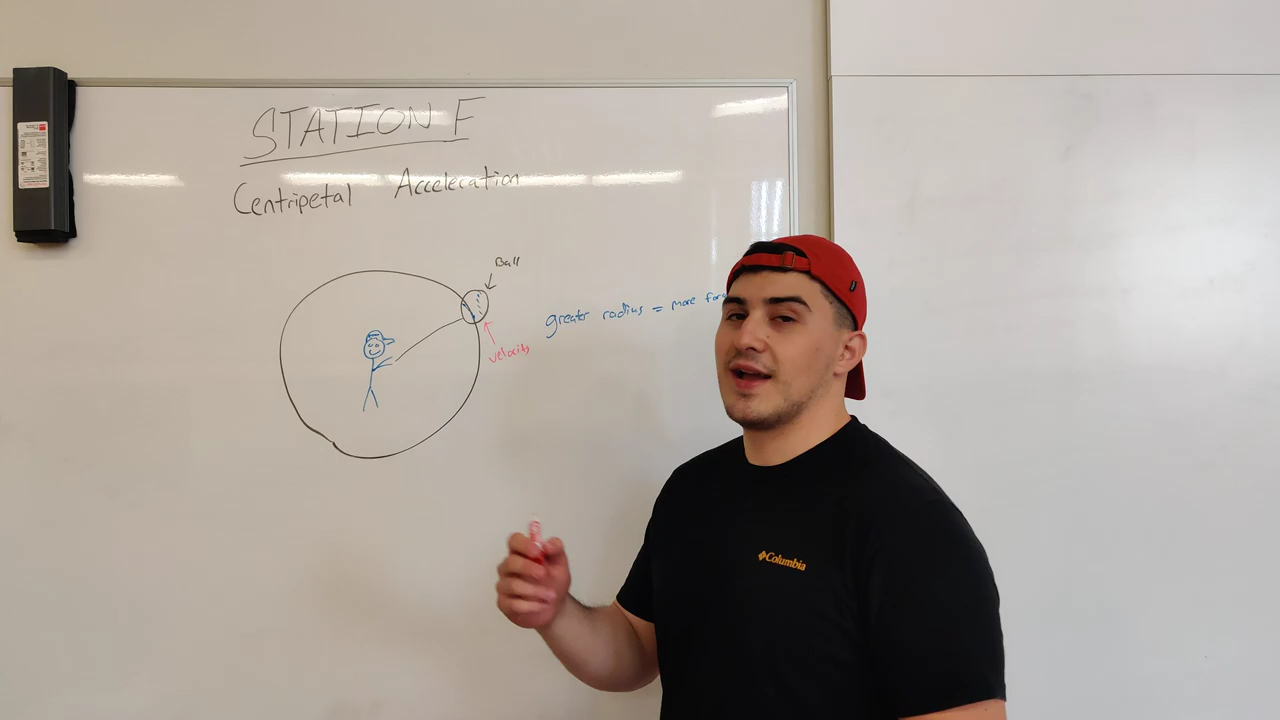 STATION F
Centripetal Acceleration
Ball
greater radius = more
velocity
Columbia